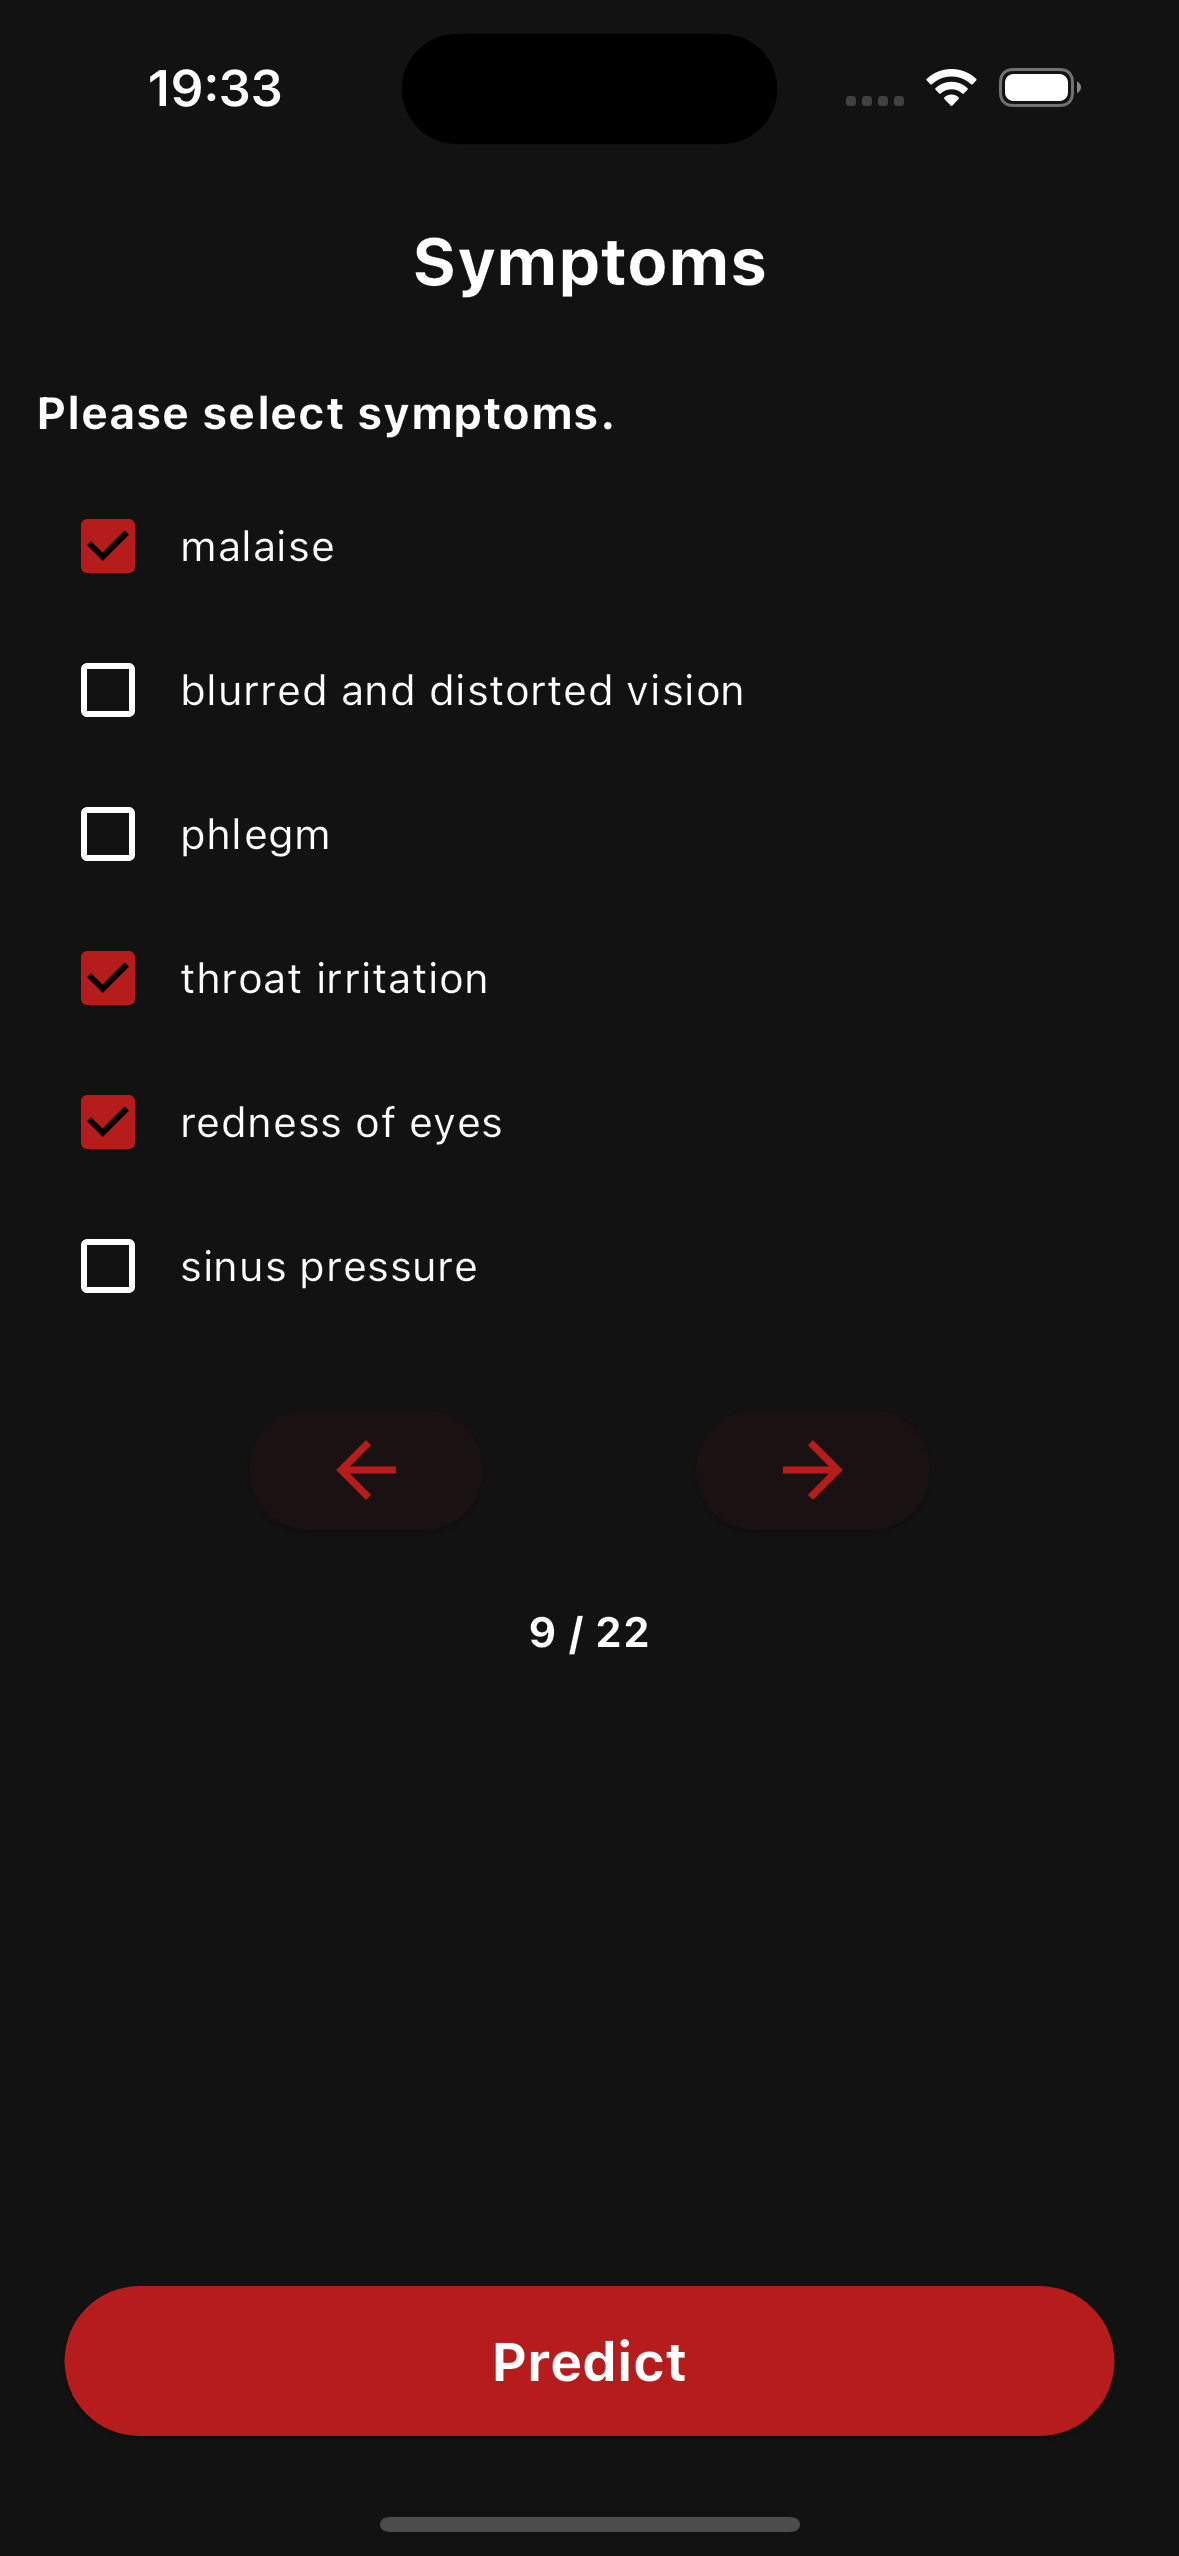 19:33
Symptoms
Please select symptoms.
malaise
blurred and distorted vision
phlegm
throat irritation
redness of eyes
sinus pressure
9 / 22
Predict